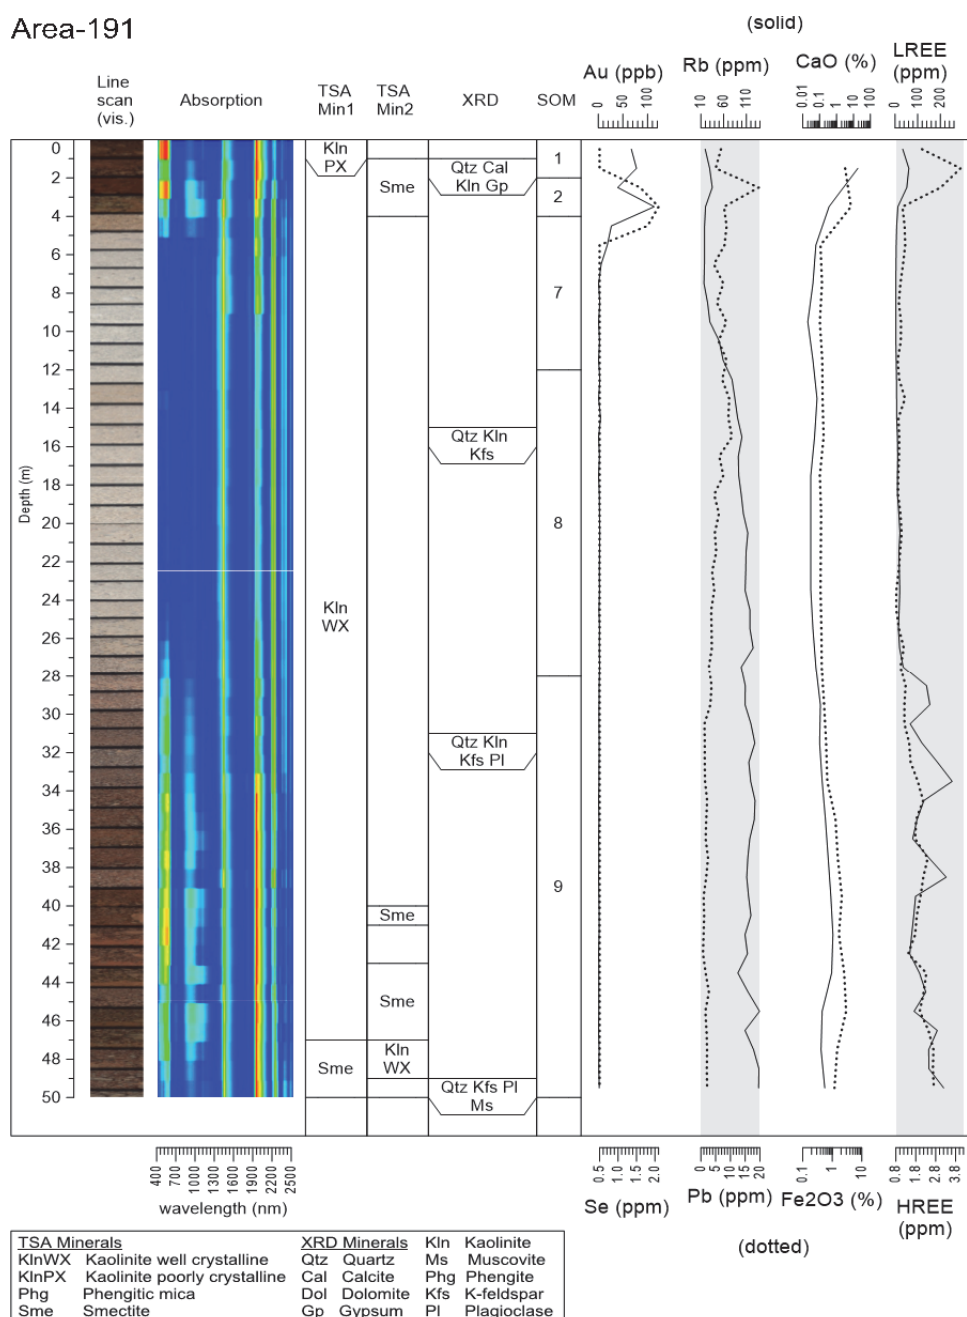 Area-191
(solid)
Line
scan
(vis.)
Absorption
TSA
Min1
TSA
Min2
XRD
SOM
Au (ppb)
Rb (ppm)
CaO (%)
LREE
(ppm)
0 50 100
10 60 110
0.01 0.1 1 10 100
0 100 200
Depth (m)
0
2
4
6
8
10
12
14
16
18
20
22
24
26
28
30
32
34
36
38
40
42
44
46
48
50
Kln
PX
Kln
WX
Sme
Sme
Sme
Sme
Kln
WX
Qtz Cal
Kln Gp
Qtz Kln
Kfs
Qtz Kln
Kfs Pl
Qtz Kfs Pl
Ms
1
2
7
8
9
400 700 1000 1300 1600 1900 2200 2500
wavelength (nm)
0.5 1.0 1.5 2.0
Se (ppm)
0 5 10 15 20
Pb (ppm)
0.1 1 10
Fe2O3 (%)
0.8 1.8 2.8 3.8
HREE
(ppm)
(dotted)
TSA Minerals XRD Minerals Kln Kaolinite
KlnWX Kaolinite well crystalline Qtz Quartz Ms Muscovite
KlnPX Kaolinite poorly crystalline Cal Calcite Phg Phengite
Phg Phengitic mica Dol Dolomite Kfs K-feldspar
Sme Smectite Gp Gypsum Pl Plagioclase